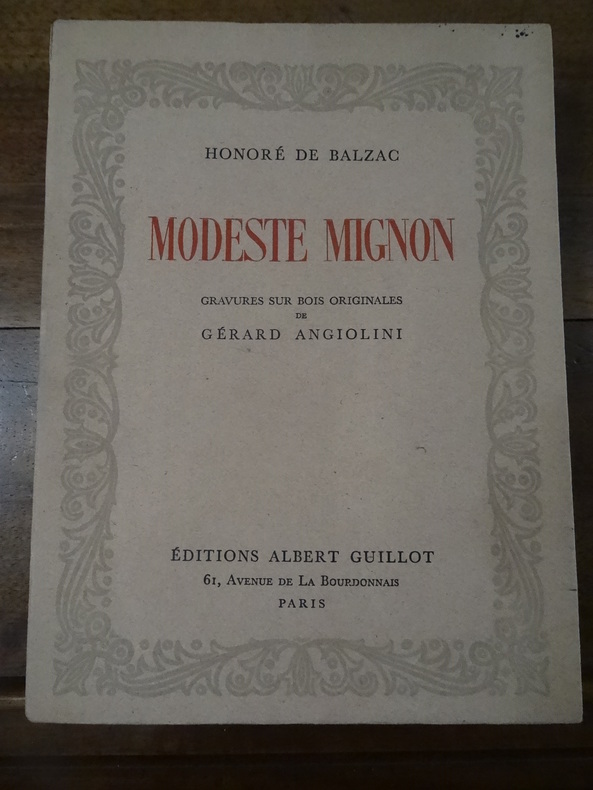 HONORÉ DE BALZAC
MODESTE MIGNON
GRAVURES SUR BOIS ORIGINALES
DE
GÉRARD ANGIOLINI
ÉDITIONS ALBERT GUILLOT
61, AVENUE DE LA BOURDONNAIS
PARIS